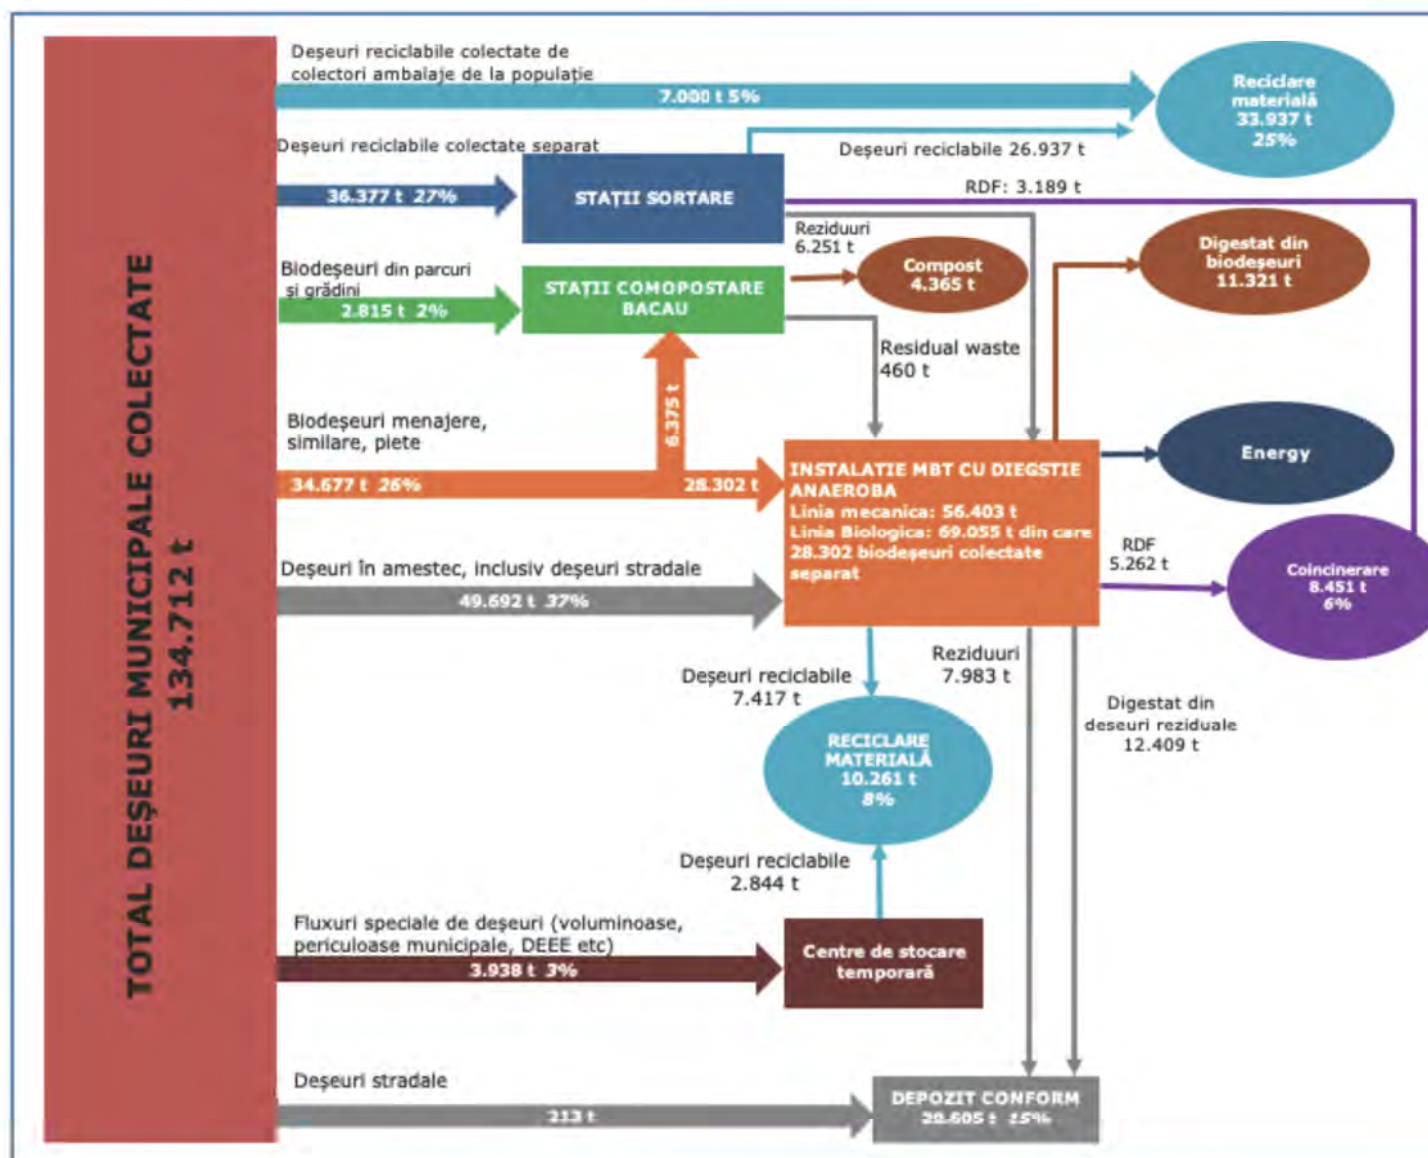 TOTAL DEȘEURI MUNICIPALE COLECTATE
134.712 t
Deșeuri reciclabile colectate de
colectori ambalaje de la populație
7.000 t 5%
Reciclare
materială
33.937 t
25%
Deșeuri reciclabile colectate separat
36.377 t 27%
STAȚII SORTARE
Deșeuri reciclabile 26.937 t
RDF: 3.189 t
Reziduuri
6.251 t
Biodeșeuri din parcuri
și grădini
2.815 t 2%
STAȚII COMOPOSTARE
BACAU
Compost
4.365 t
Digestat din
biodeșeuri
11.321 t
Residual waste
460 t
6.375 t
Biodeșeuri menajere,
similare, piete
34.677 t 26%
28.302 t
INSTALATIE MBT CU DIEGSTIE
ANAEROBA
Linia mecanica: 56.403 t
Linia Biologica: 69.055 t din care
28.302 biodeșeuri colectate
separat
Energy
RDF
5.262 t
Coincinerare
8.451 t
6%
Deșeuri în amestec, inclusiv deșeuri stradale
49.692 t 37%
Deșeuri reciclabile
7.417 t
Reziduuri
7.983 t
Digestat din
deseuri reziduale
12.409 t
RECICLARE
MATERIALĂ
10.261 t
8%
Deșeuri reciclabile
2.844 t
Fluxuri speciale de deșeuri (voluminoase,
periculoase municipale, DEEE etc)
3.938 t 3%
Centre de stocare
temporară
Deșeuri stradale
213 t
DEPOZIT CONFORM
20.605 t 15%